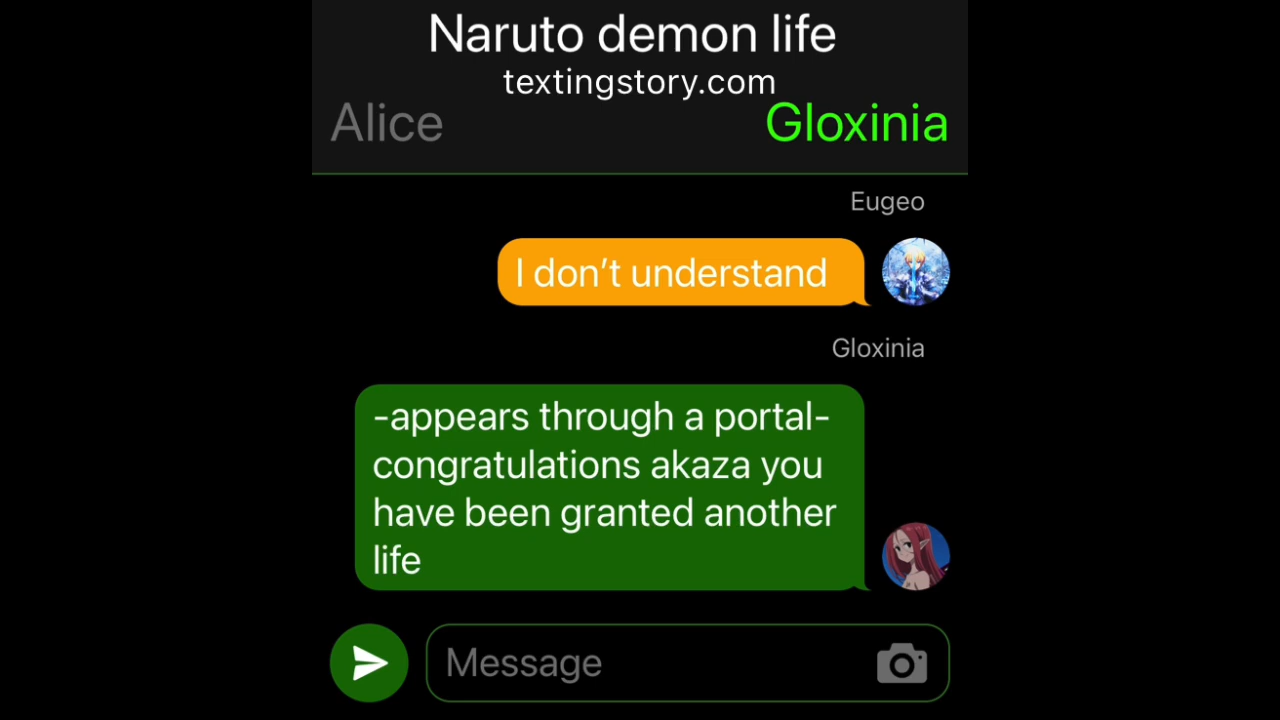 Naruto demon life
textingstory.com
Alice
Gloxinia
Eugeo
I don’t understand
Gloxinia
-appears through a portal-
congratulations akaza you
have been granted another
life
Message